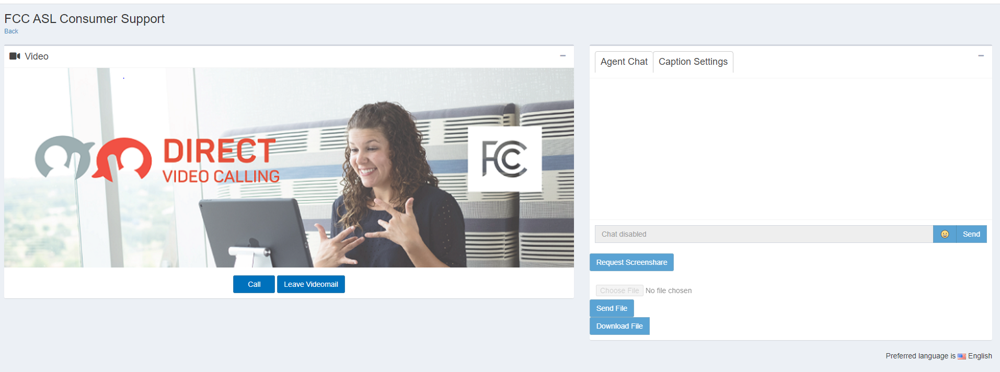 FCC ASL Consumer Support
Back
Video
DIRECT
VIDEO CALLING
FCC
Call
Leave Videomail
Agent Chat
Caption Settings
Chat disabled
Send
Request Screenshare
Choose File No file chosen
Send File
Download File
Preferred language is English